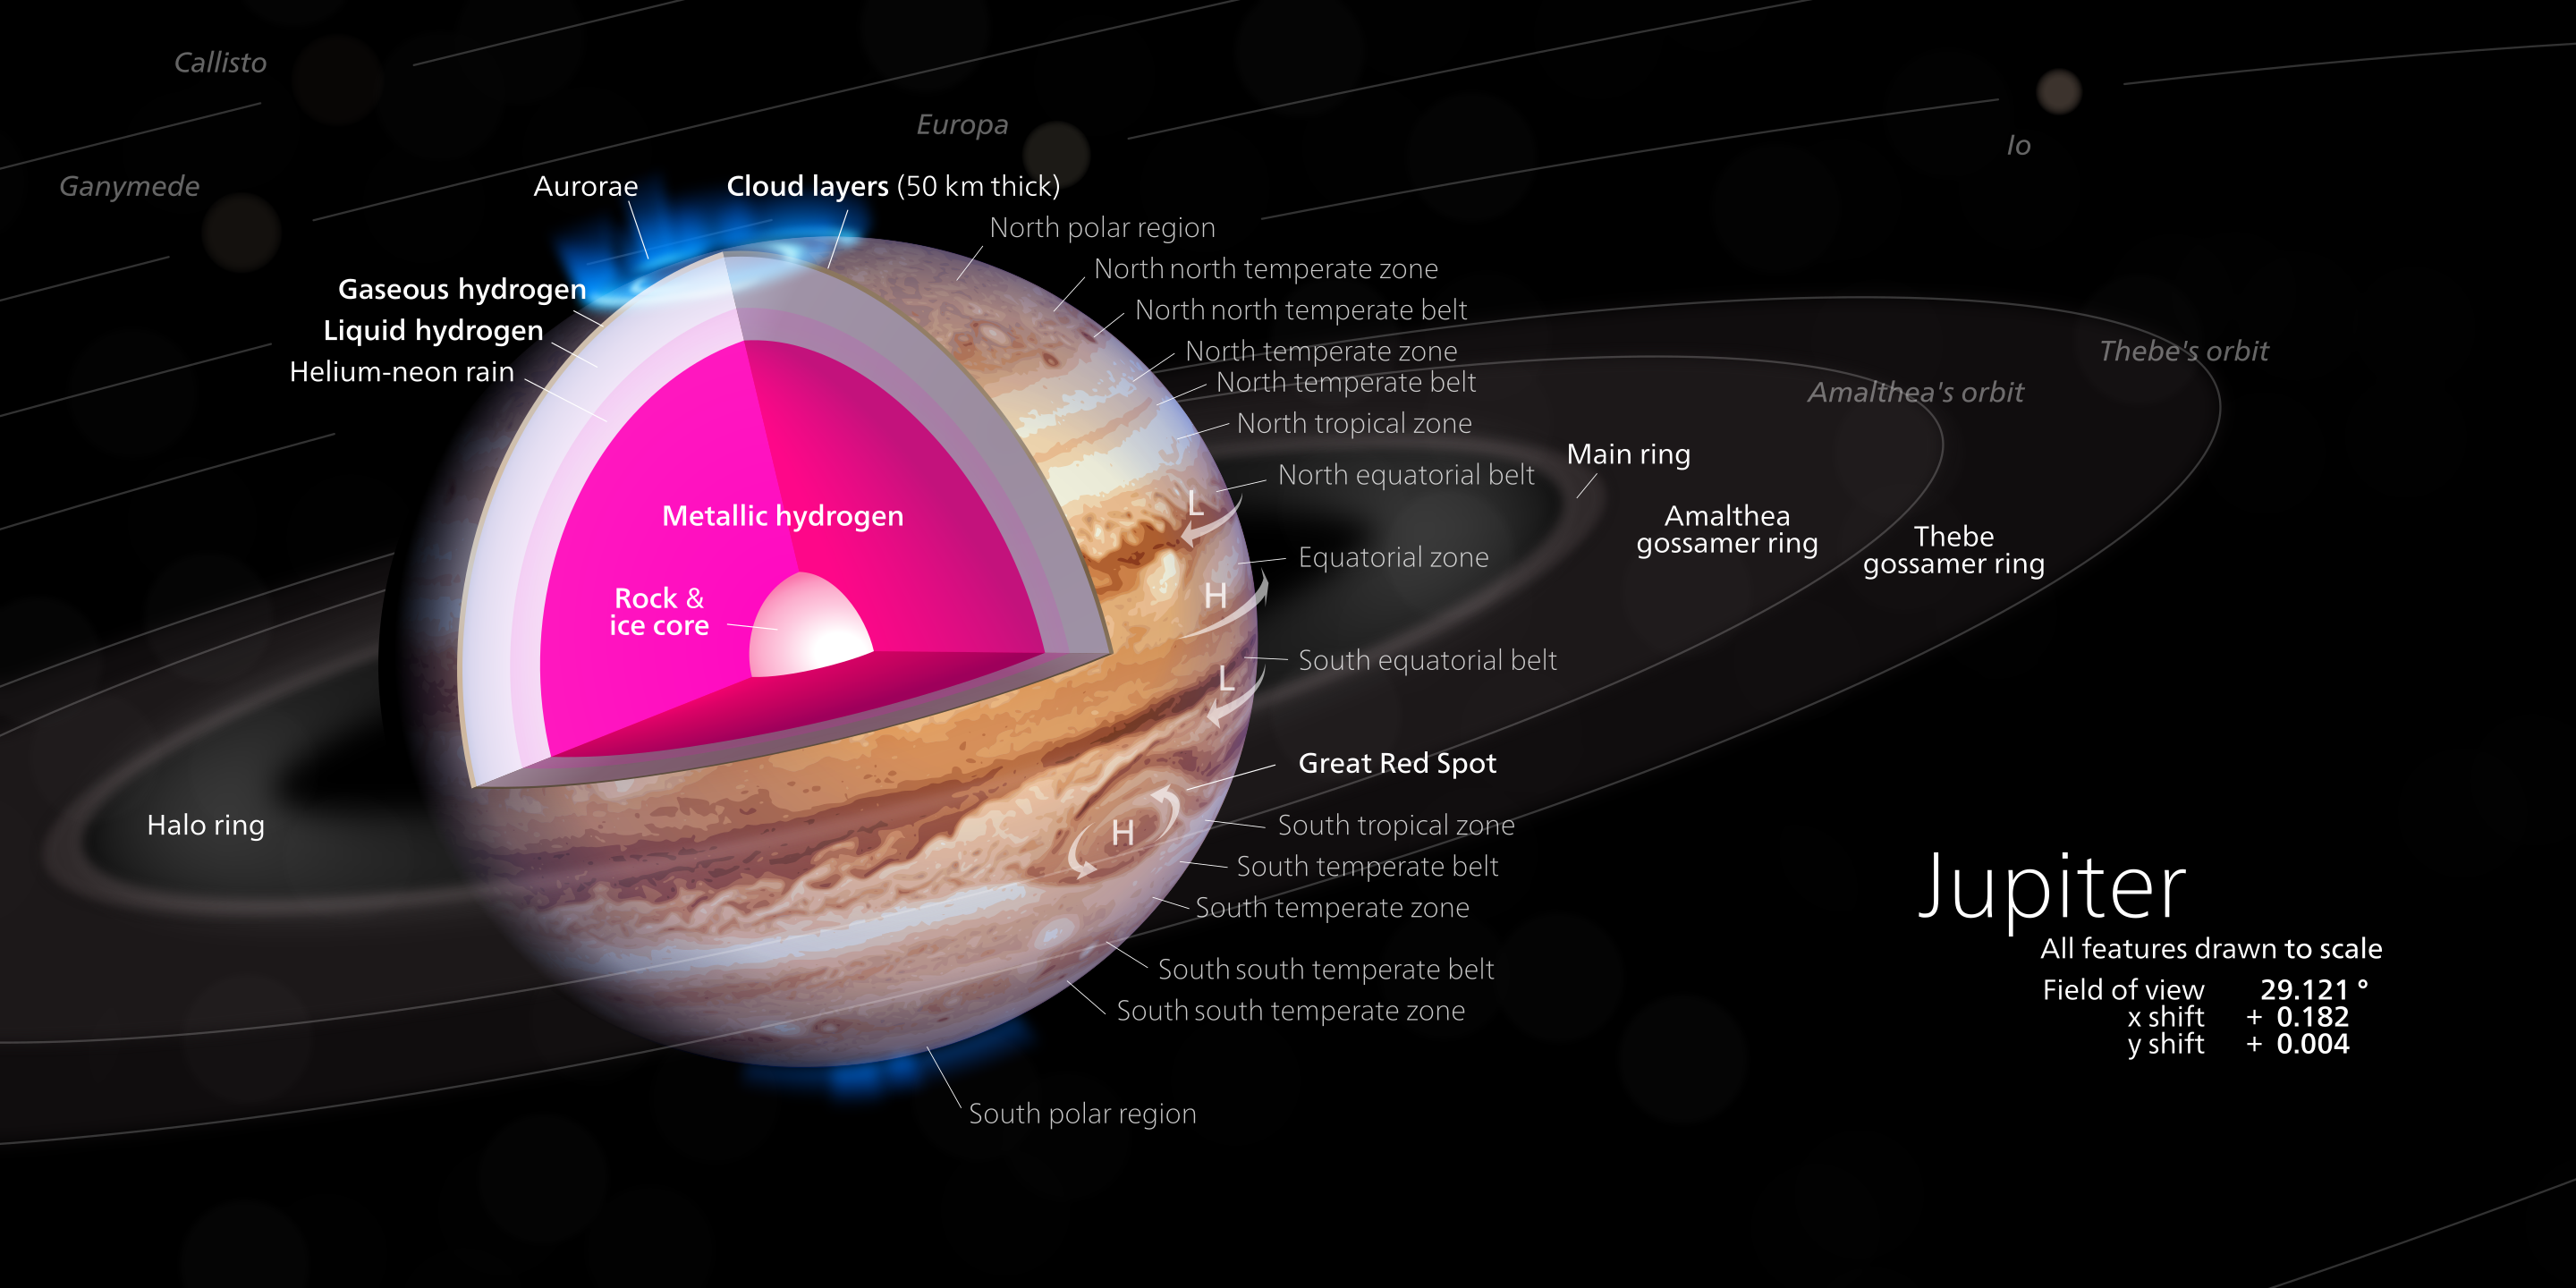 Callisto
Europa
Io
Ganymede
Aurorae
Cloud layers (50 km thick)
North polar region
North north temperate zone
Gaseous hydrogen
North north temperate belt
Liquid hydrogen
North temperate zone
Thebe's orbit
Helium-neon rain
North temperate belt
Amalthea's orbit
North tropical zone
Main ring
North equatorial belt
L
Metallic hydrogen
Amalthea
gossamer ring
Thebe
gossamer ring
Equatorial zone
H
Rock &
ice core
South equatorial belt
L
Great Red Spot
Halo ring
H
South tropical zone
South temperate belt
South temperate zone
South south temperate belt
South south temperate zone
South polar region
Jupiter
All features drawn to scale
Field of view 29.121 °
x shift + 0.182
y shift + 0.004